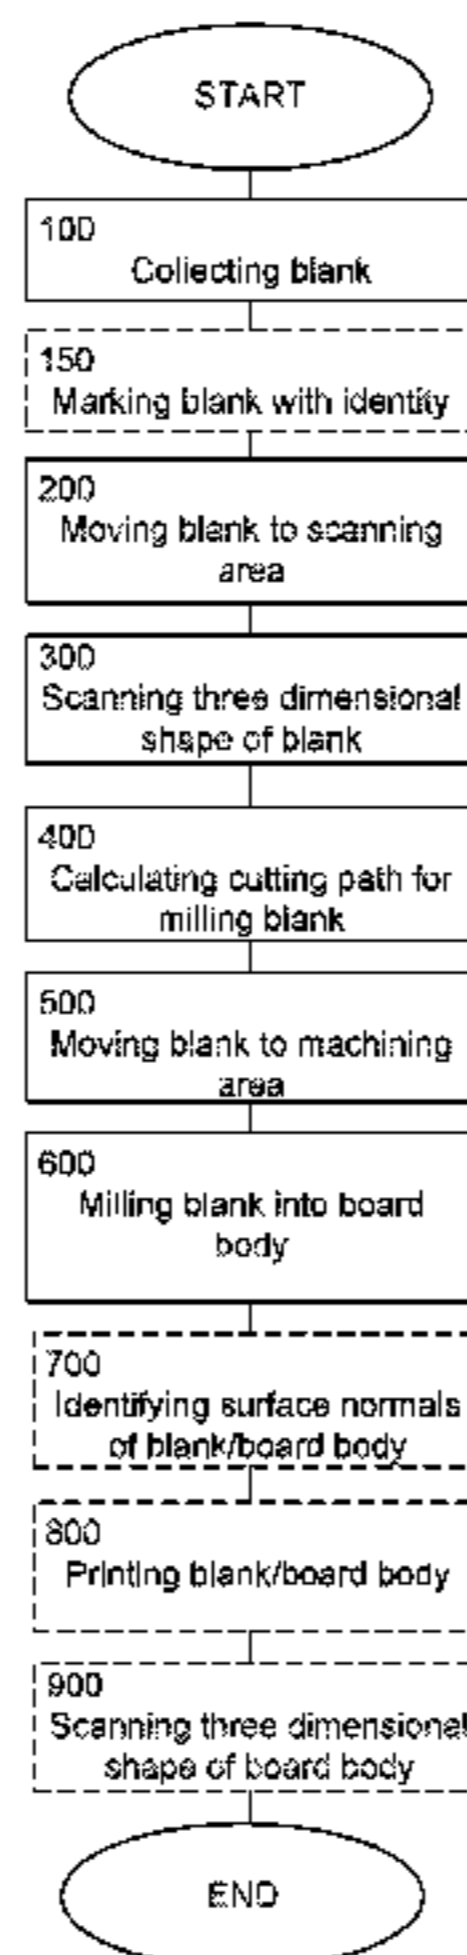 START
100
Collecting blank
150
Marking blank with identity
200
Moving blank to scanning
area
300
Scanning three dimensional
shape of blank
400
Calculating cutting path for
milling blank
500
Moving blank to machining
area
600
Milling blank into board
body
700
Identifying surface normals
of blank/board body
800
Printing blank/board body
900
Scanning three dimensional
shape of board body
END